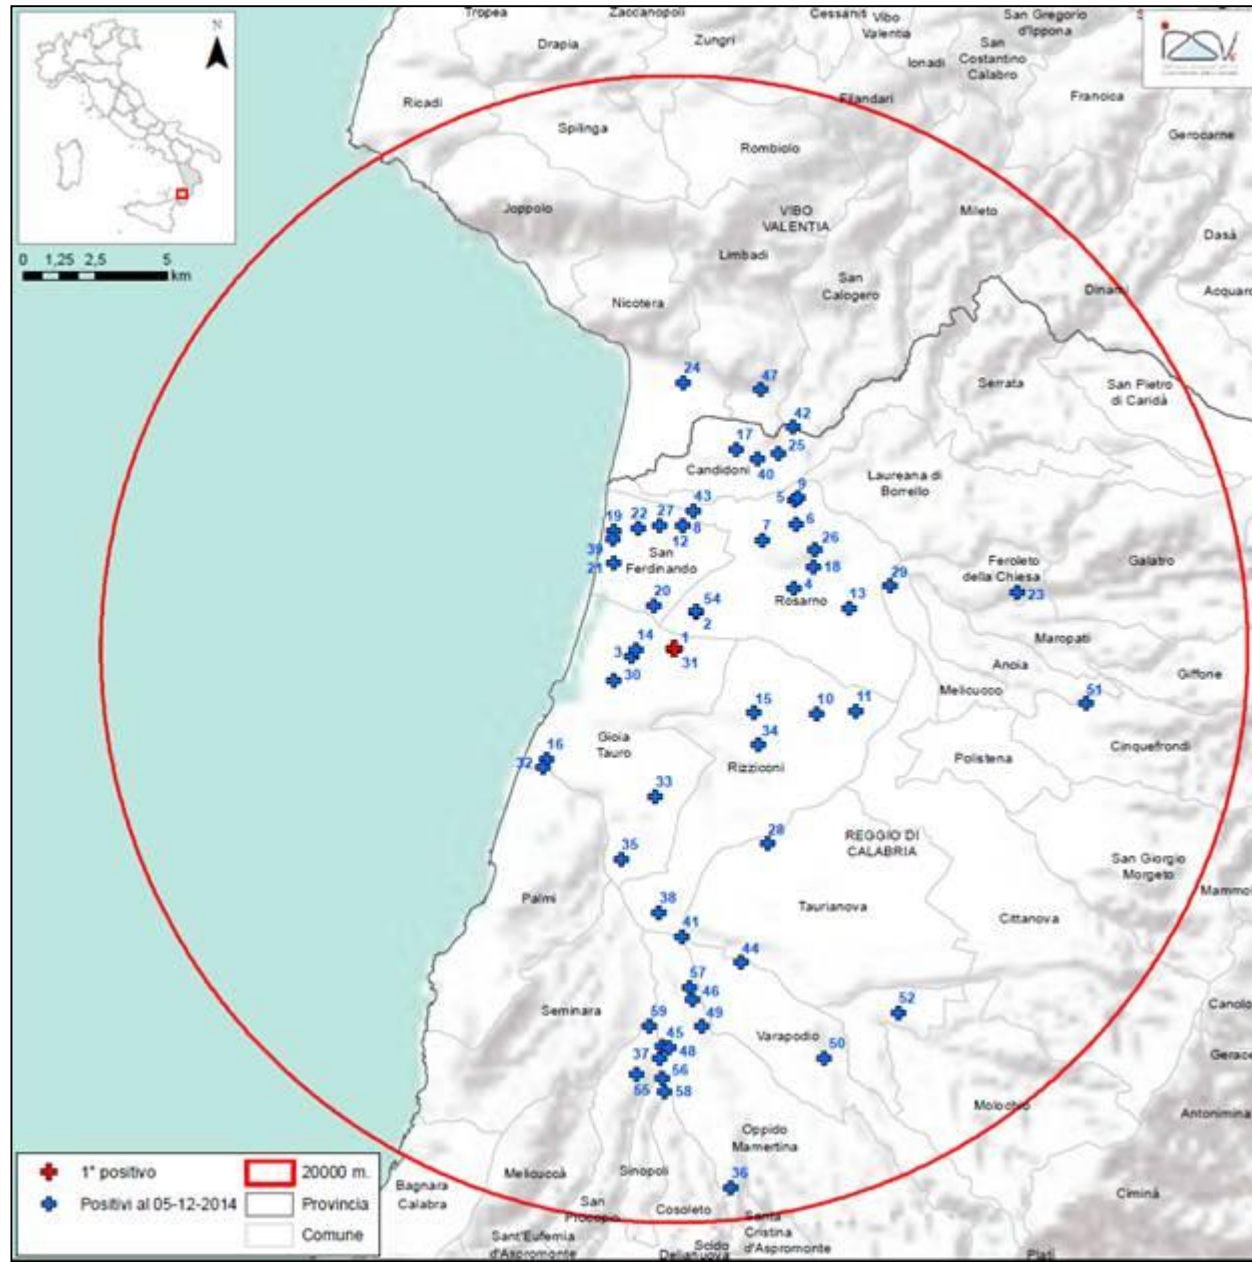 Tropea
Zaccanopoli
Cessanis
Vibo
Valentia
San Gregorio
d'Ippona
Drapia
Zungri
San
Costantino
Calabro
Ionadi
N
Ricadi
Filandari
Francica
Spilinga
Gerocarne
Rombiolo
Joppolo
VIBO
VALENTIA
Mileto
Dasà
Limbadi
0 1,25 2,5 5
km
San
Calogero
Dinami
Acquaro
Nicotera
24
47
Serrata
San Pietro
di Caridà
42
17
25
Candidoni
40
Laureana di
Borrello
9
5
43
19
22
27
8
12
6
7
39
San
Ferdinando
26
21
18
Feroleto
della Chiesa
Galatro
29
4
23
20
54
Rosarno
13
2
14
1
Maropati
3
31
Anoia
30
Melicucco
Giffone
51
15
10
11
Gioia
Tauro
34
Cinquefrondi
16
32
Rizziconi
Polistena
33
28
REGGIO DI
CALABRIA
35
San Giorgio
Morgeto
Palmi
38
Taurianova
Cittanova
41
44
57
46
52
Seminara
59
49
Varapodio
45
37
48
50
56
55
58
Canolo
Gerace
Molochio
Antonimina
Oppido
Mamertina
Melicuccà
Sinopoli
36
Bagnara
Calabra
San
Procopio
Cosoleto
Ciminà
Santa
Cristina
d'Aspromonte
Sant'Eufemia
d'Aspromonte
Scido
Delianuova
Platì
1° positivo
20000 m.
Positivi al 05-12-2014
Provincia
Comune